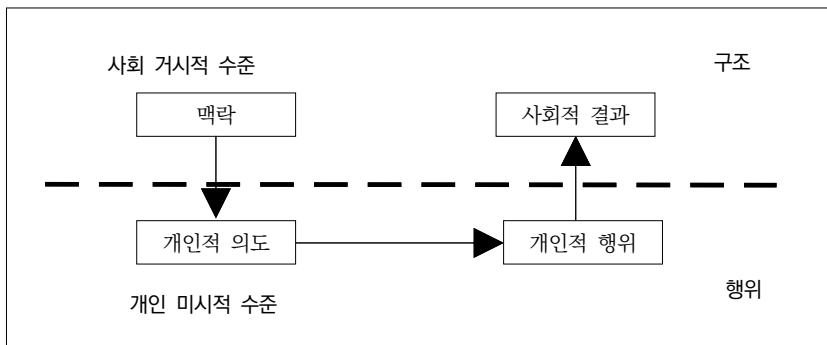 사회 거시적 수준
구조
맥락
사회적 결과
개인적 의도
개인적 행위
개인 미시적 수준
행위